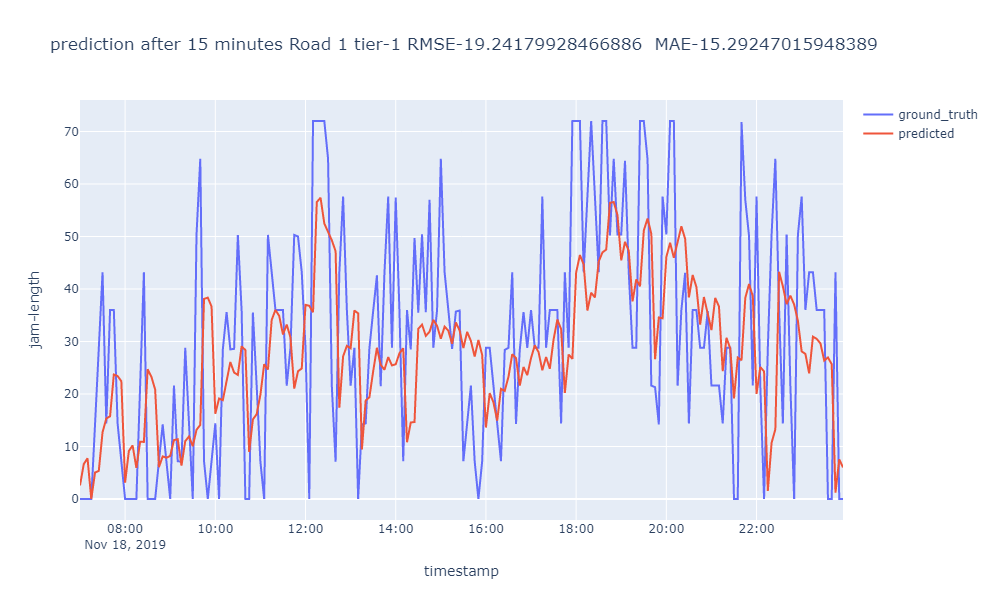 prediction after 15 minutes Road 1 tier-1 RMSE-19.24179928466886  MAE-15.29247015948389
ground_truth
predicted
jam-length
70
60
50
40
30
20
10
0
08:00 10:00 12:00 14:00 16:00 18:00 20:00 22:00
Nov 18, 2019
timestamp